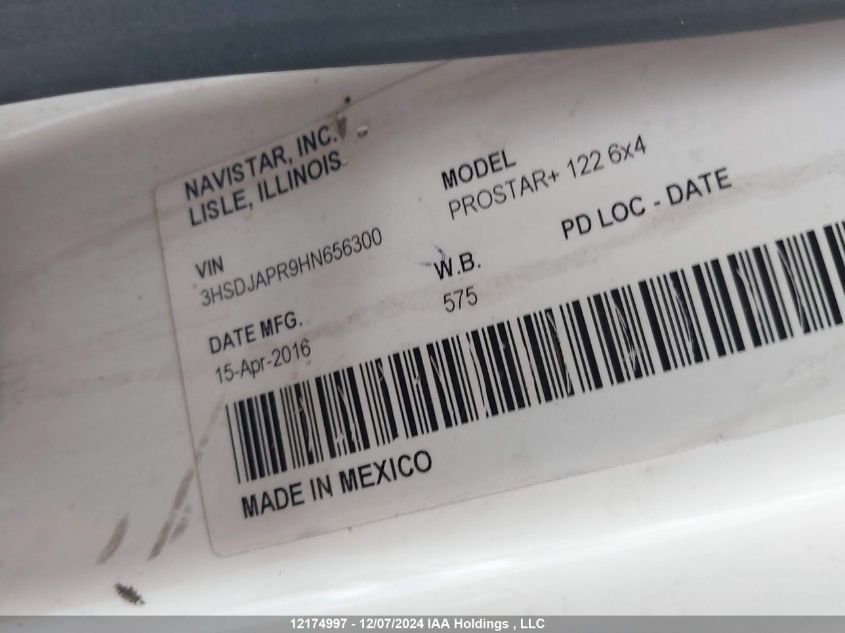 NAVISTAR, INC.
LISLE, ILLINOIS
MODEL
PROSTAR+ 122 6x4
VIN
3HSDJAPR9HN656300
W.B.
575
PD LOC - DATE
DATE MFG.
15-Apr-2016
MADE IN MEXICO
12174997 - 12/07/2024 IAA Holdings , LLC